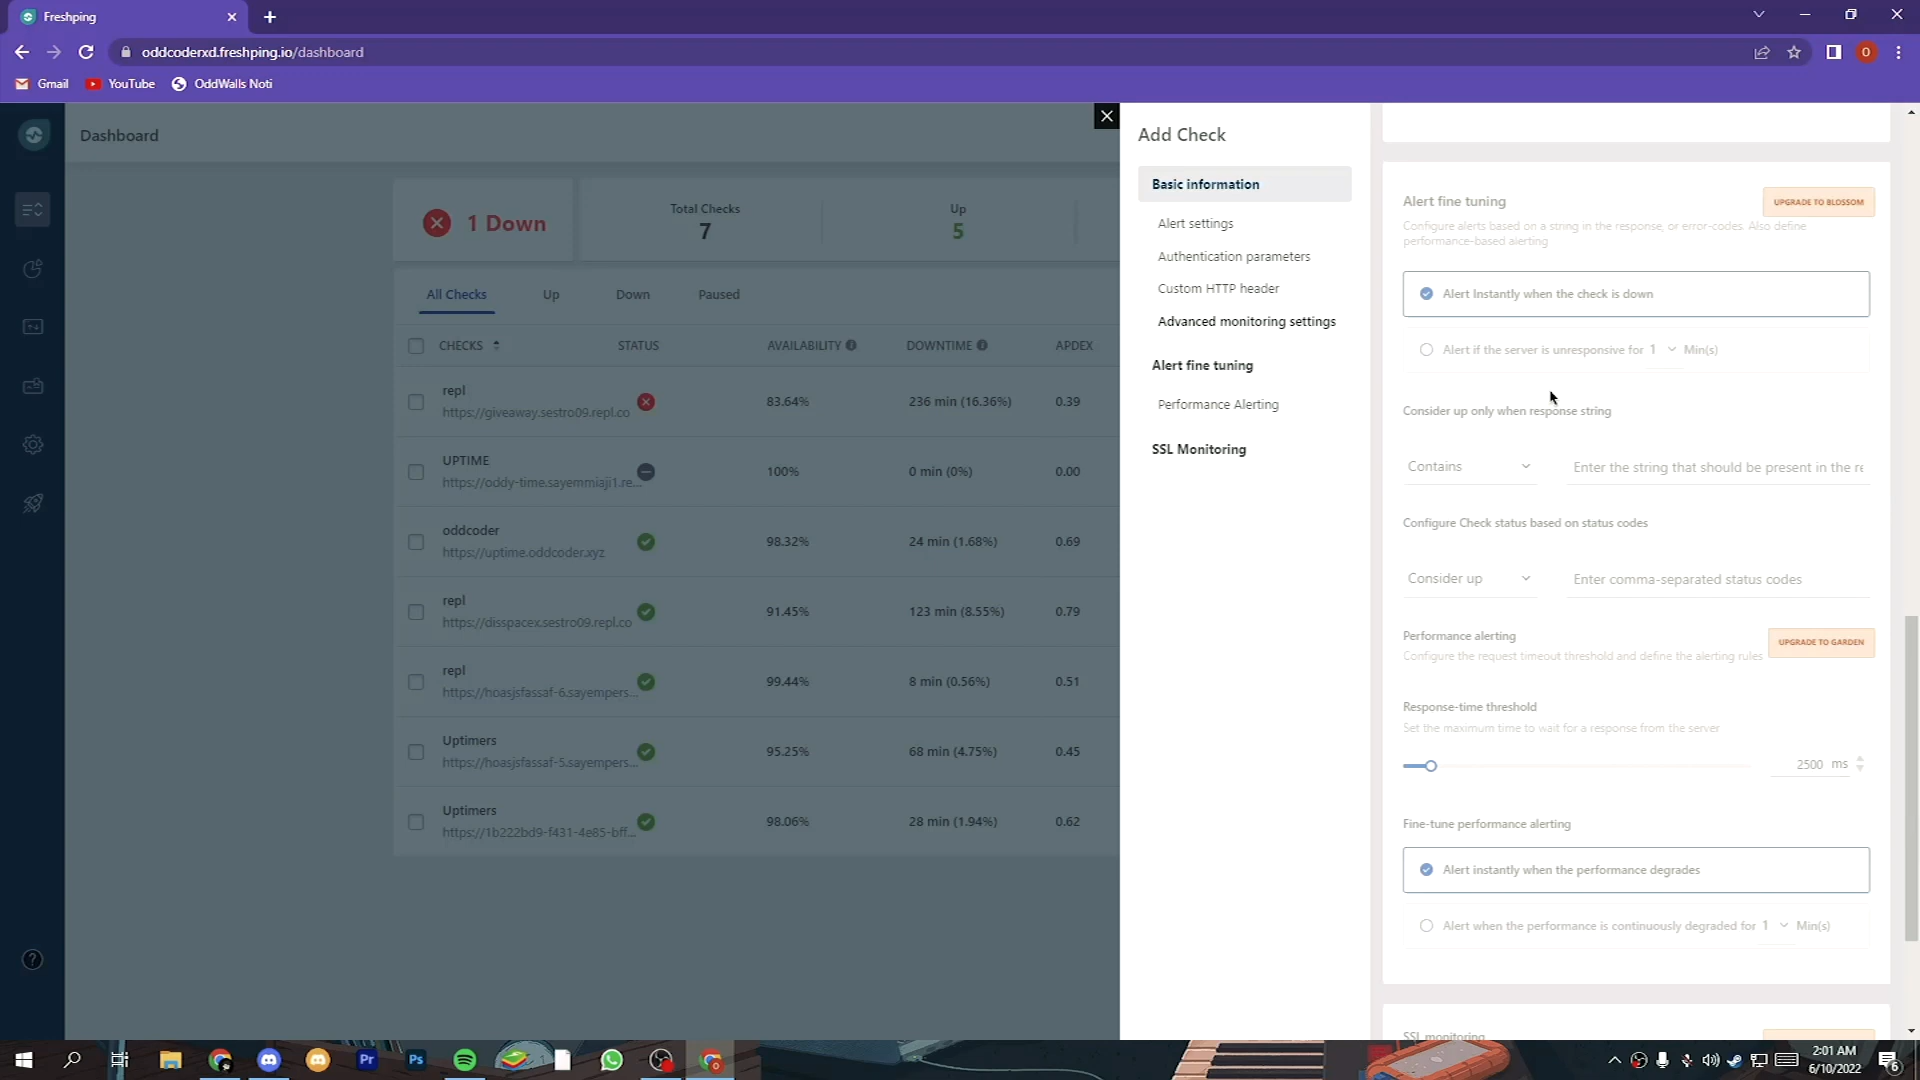 Freshping
oddcoderxd.freshping.io/dashboard
O
Gmail
YouTube
OddWalls Noti
Dashboard
1 Down
Total Checks
7
Up
5
All Checks
Up
Down
Paused
CHECKS
STATUS
AVAILABILITY
DOWNTIME
APDEX
repl
https://giveaway.sestro09.repl.co
83.64%
236 min (16.36%)
0.39
UPTIME
https://oddy-time.sayemmiaji1.re...
100%
0 min (0%)
0.00
oddcoder
https://uptime.oddcoder.xyz
98.32%
24 min (1.68%)
0.69
repl
https://disspacex.sestro09.repl.co
91.45%
123 min (8.55%)
0.79
repl
https://hoasjsfassaf-6.sayempers...
99.44%
8 min (0.56%)
0.51
Uptimers
https://hoasjsfassaf-5.sayempers...
95.25%
68 min (4.75%)
0.45
Uptimers
https://1b222bd9-f431-4e85-bff...
98.06%
28 min (1.94%)
0.62
Add Check
Basic information
Alert settings
Authentication parameters
Custom HTTP header
Advanced monitoring settings
Alert fine tuning
Performance Alerting
SSL Monitoring
Alert fine tuning
UPGRADE TO BLOSSOM
Configure alerts based on a string in the response, or error-codes. Also define
performance-based alerting
Alert Instantly when the check is down
Alert if the server is unresponsive for 1 Min(s)
Consider up only when response string
Contains
Enter the string that should be present in the re
Configure Check status based on status codes
Consider up
Enter comma-separated status codes
Performance alerting
UPGRADE TO GARDEN
Configure the request timeout threshold and define the alerting rules
Response-time threshold
Set the maximum time to wait for a response from the server
2500 ms
Fine-tune performance alerting
Alert instantly when the performance degrades
Alert when the performance is continuously degraded for 1 Min(s)
SSL monitoring
Pr
Ps
2:01 AM
6/10/2022
6